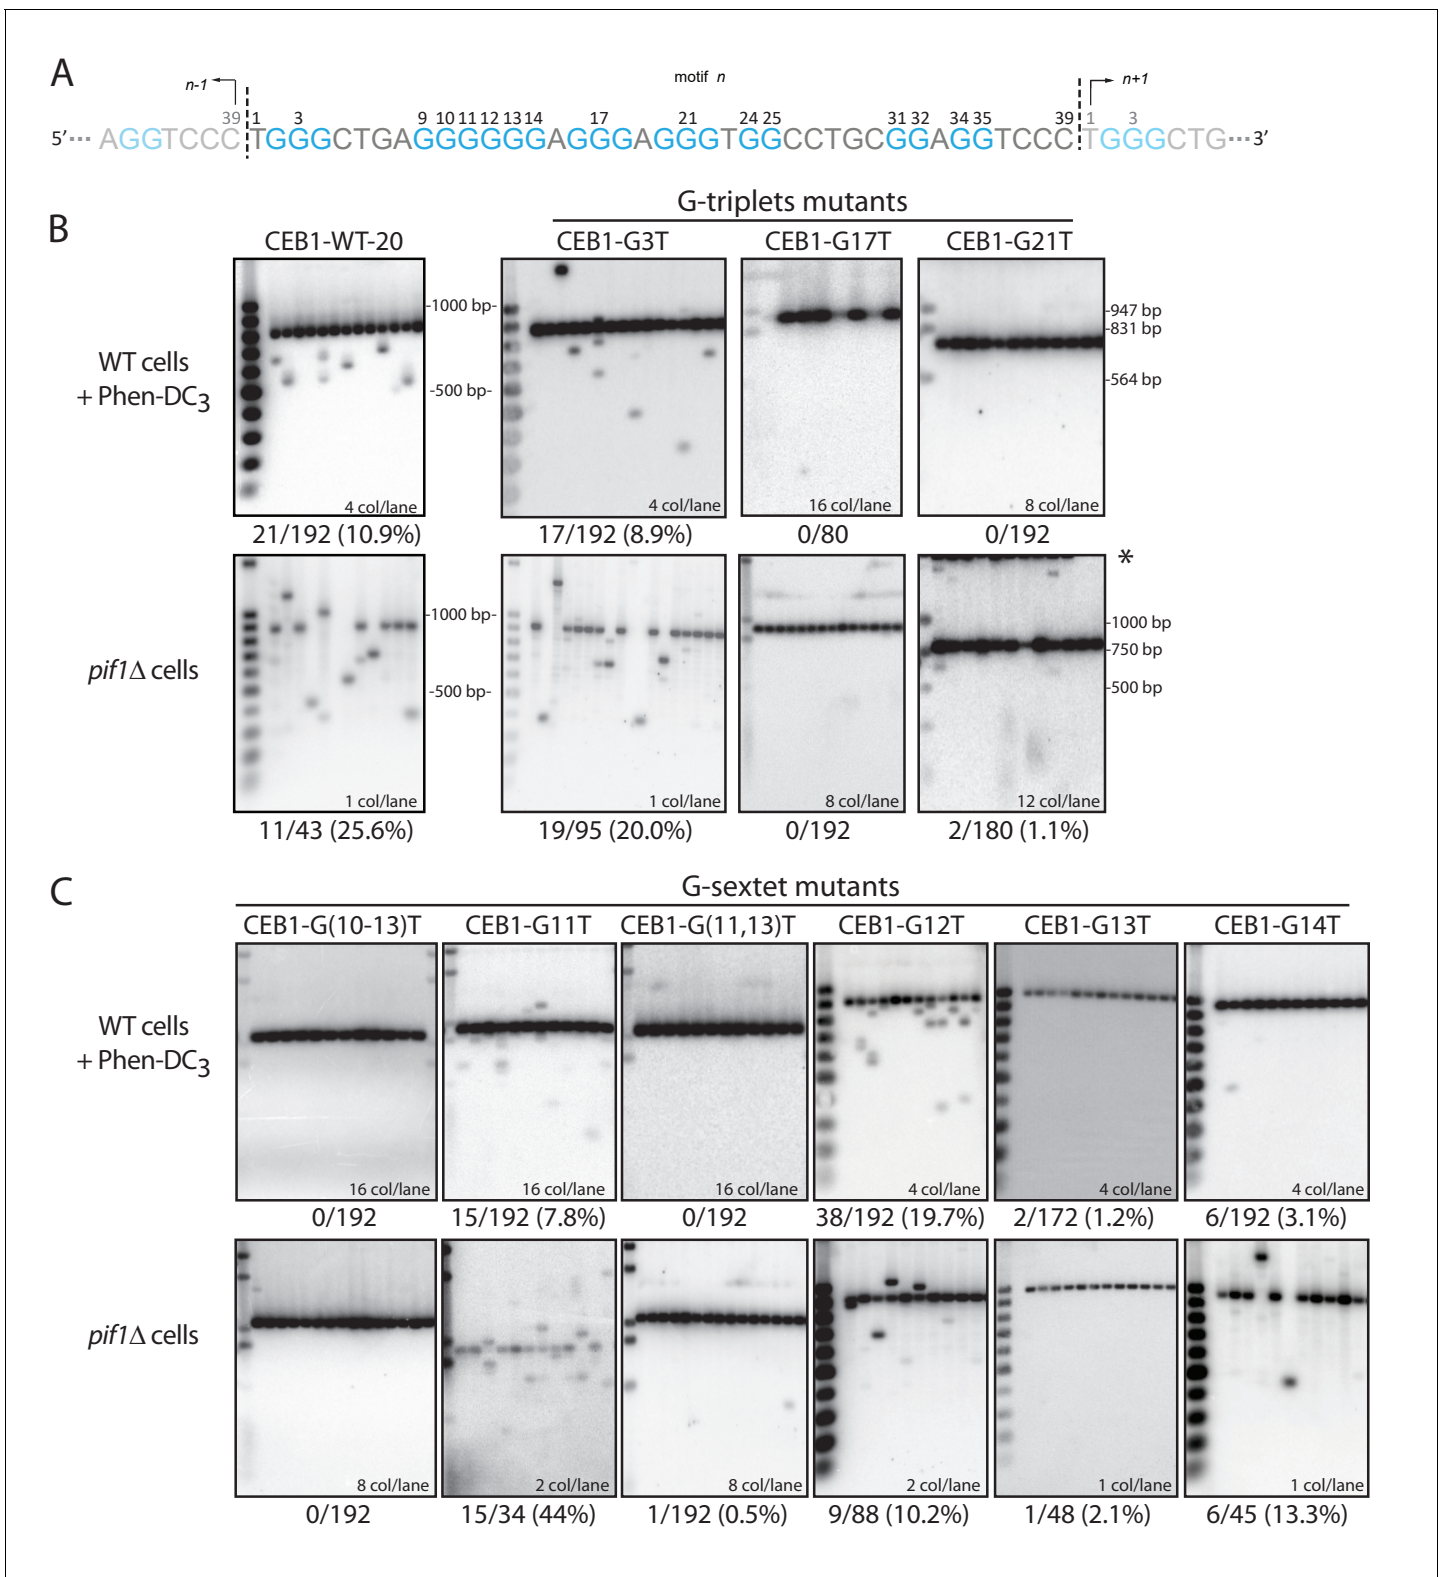 A
n-1
motif n
n+1
39 1 3 9 10 11 12 13 14 17 21 24 25 31 32 34 35 39 1 3
5′··· AGGTCCCTGGGCTGAGGGGGGAGGGAGGGTGGCCTGCGGAGGTCCCTGGGCTG···3′
B
G-triplets mutants
CEB1-WT-20 CEB1-G3T CEB1-G17T CEB1-G21T
WT cells
+ Phen-DC3
-1000 bp-
-500 bp-
-947 bp
-831 bp
-564 bp
4 col/lane 4 col/lane 16 col/lane 8 col/lane
21/192 (10.9%) 17/192 (8.9%) 0/80 0/192
*
pif1Δ cells
-1000 bp-
-500 bp-
-1000 bp
-750 bp
-500 bp
1 col/lane 1 col/lane 8 col/lane 12 col/lane
11/43 (25.6%) 19/95 (20.0%) 0/192 2/180 (1.1%)
C
G-sextet mutants
CEB1-G(10-13)T CEB1-G11T CEB1-G(11,13)T CEB1-G12T CEB1-G13T CEB1-G14T
WT cells
+ Phen-DC3
16 col/lane 16 col/lane 16 col/lane 4 col/lane 4 col/lane 4 col/lane
0/192 15/192 (7.8%) 0/192 38/192 (19.7%) 2/172 (1.2%) 6/192 (3.1%)
pif1Δ cells
8 col/lane 2 col/lane 8 col/lane 2 col/lane 1 col/lane 1 col/lane
0/192 15/34 (44%) 1/192 (0.5%) 9/88 (10.2%) 1/48 (2.1%) 6/45 (13.3%)